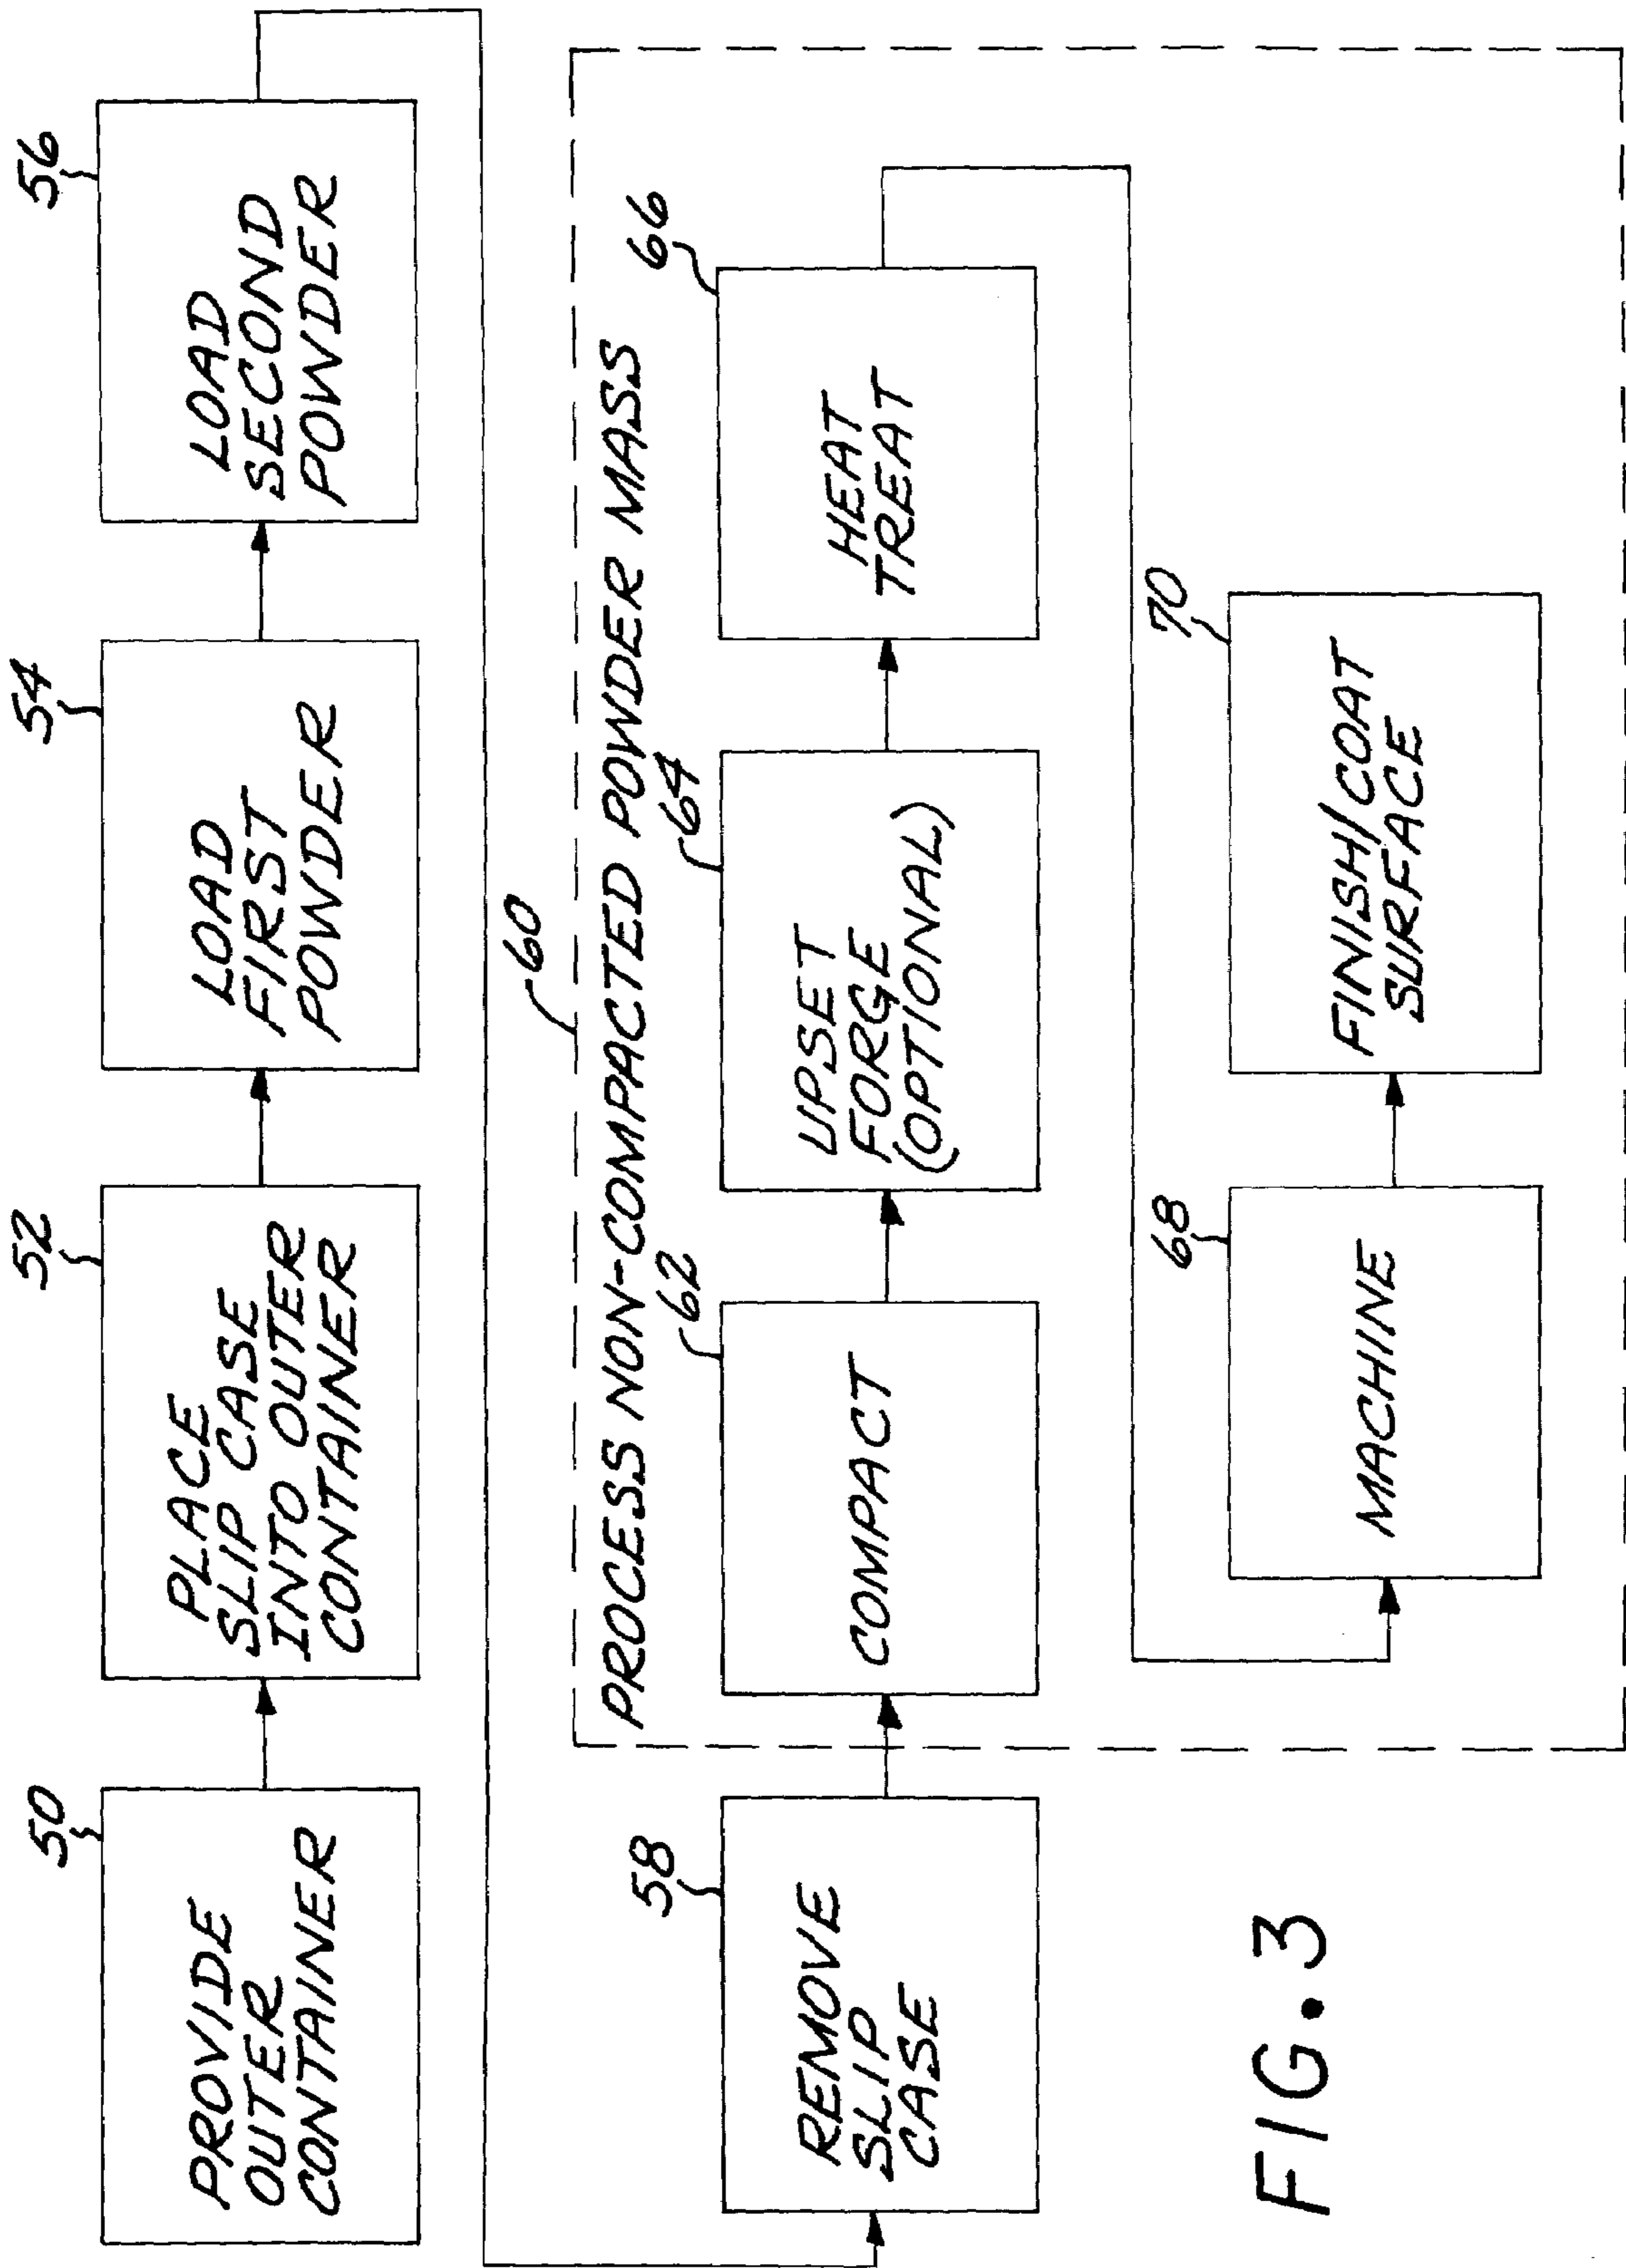 50
PROVIDE
OUTER
CONTAINER
52
PLACE
SLIP CASE
INTO OUTER
CONTAINER
54
LOAD
FIRST
POWDER
56
LOAD
SECOND
POWDER
58
REMOVE
SLIP
CASE
60
PROCESS NON-COMPACTED POWDER MASS
62
COMPACT
64
UPSET
FORGE
(OPTIONAL)
66
HEAT
TREAT
68
MACHINE
70
FINISH/COAT
SURFACE
FIG.3